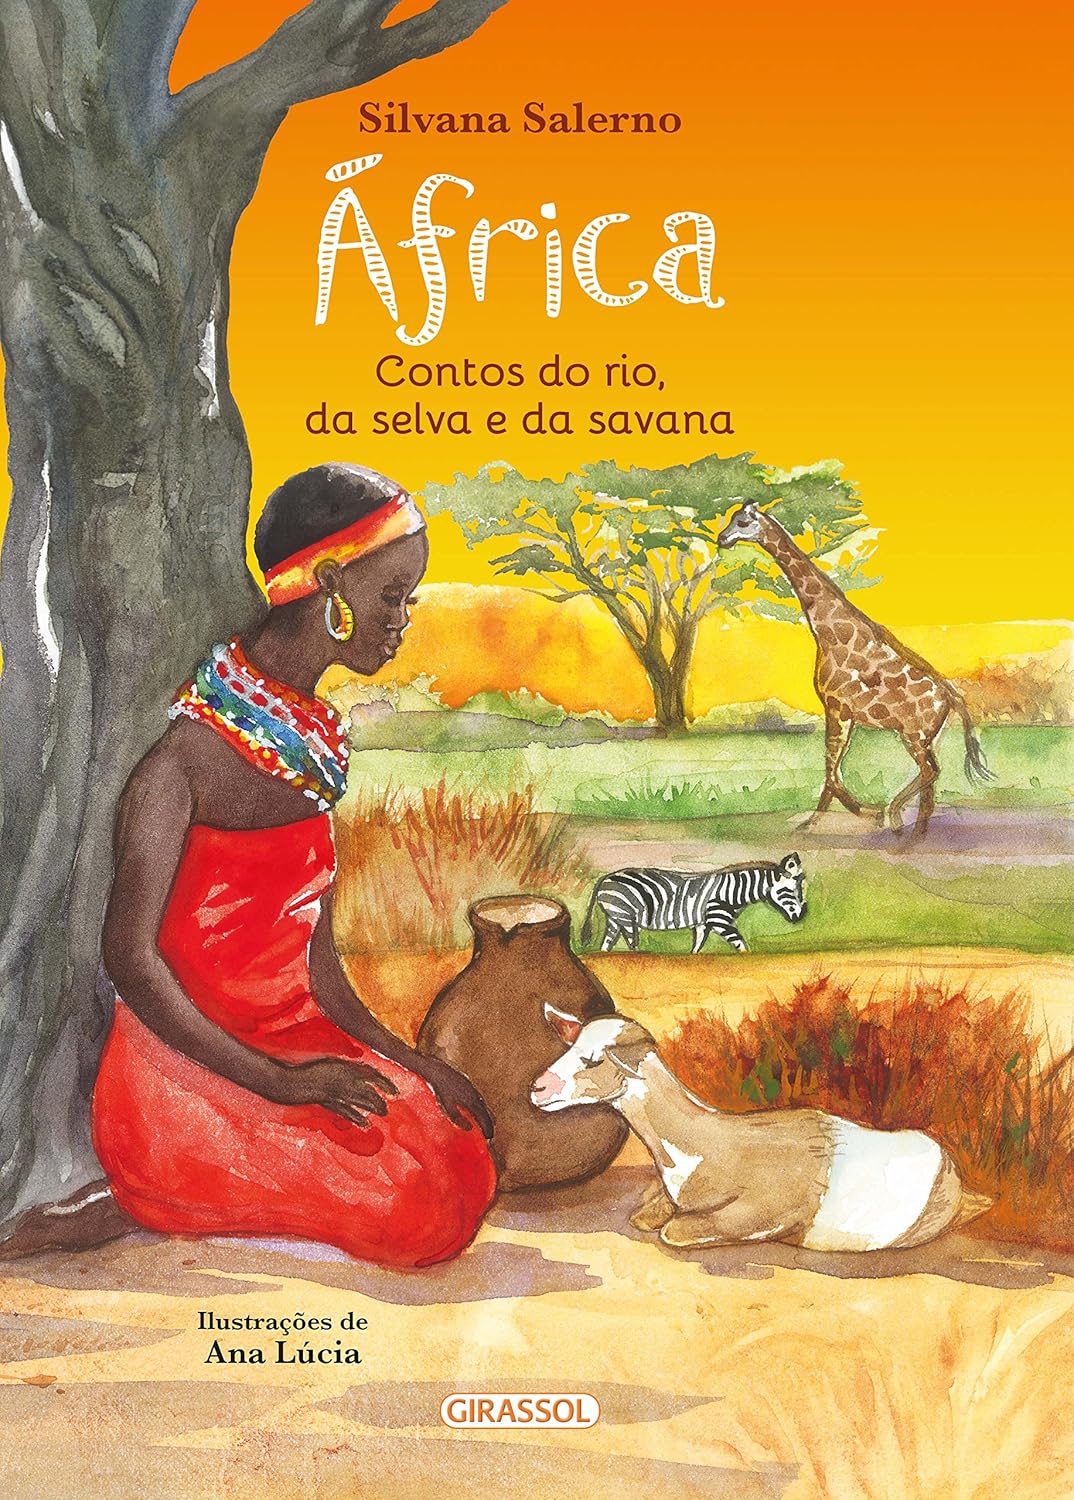 Silvana Salerno
África
Contos do rio,
da selva e da savana
Ilustrações de
Ana Lúcia
GIRASSOL